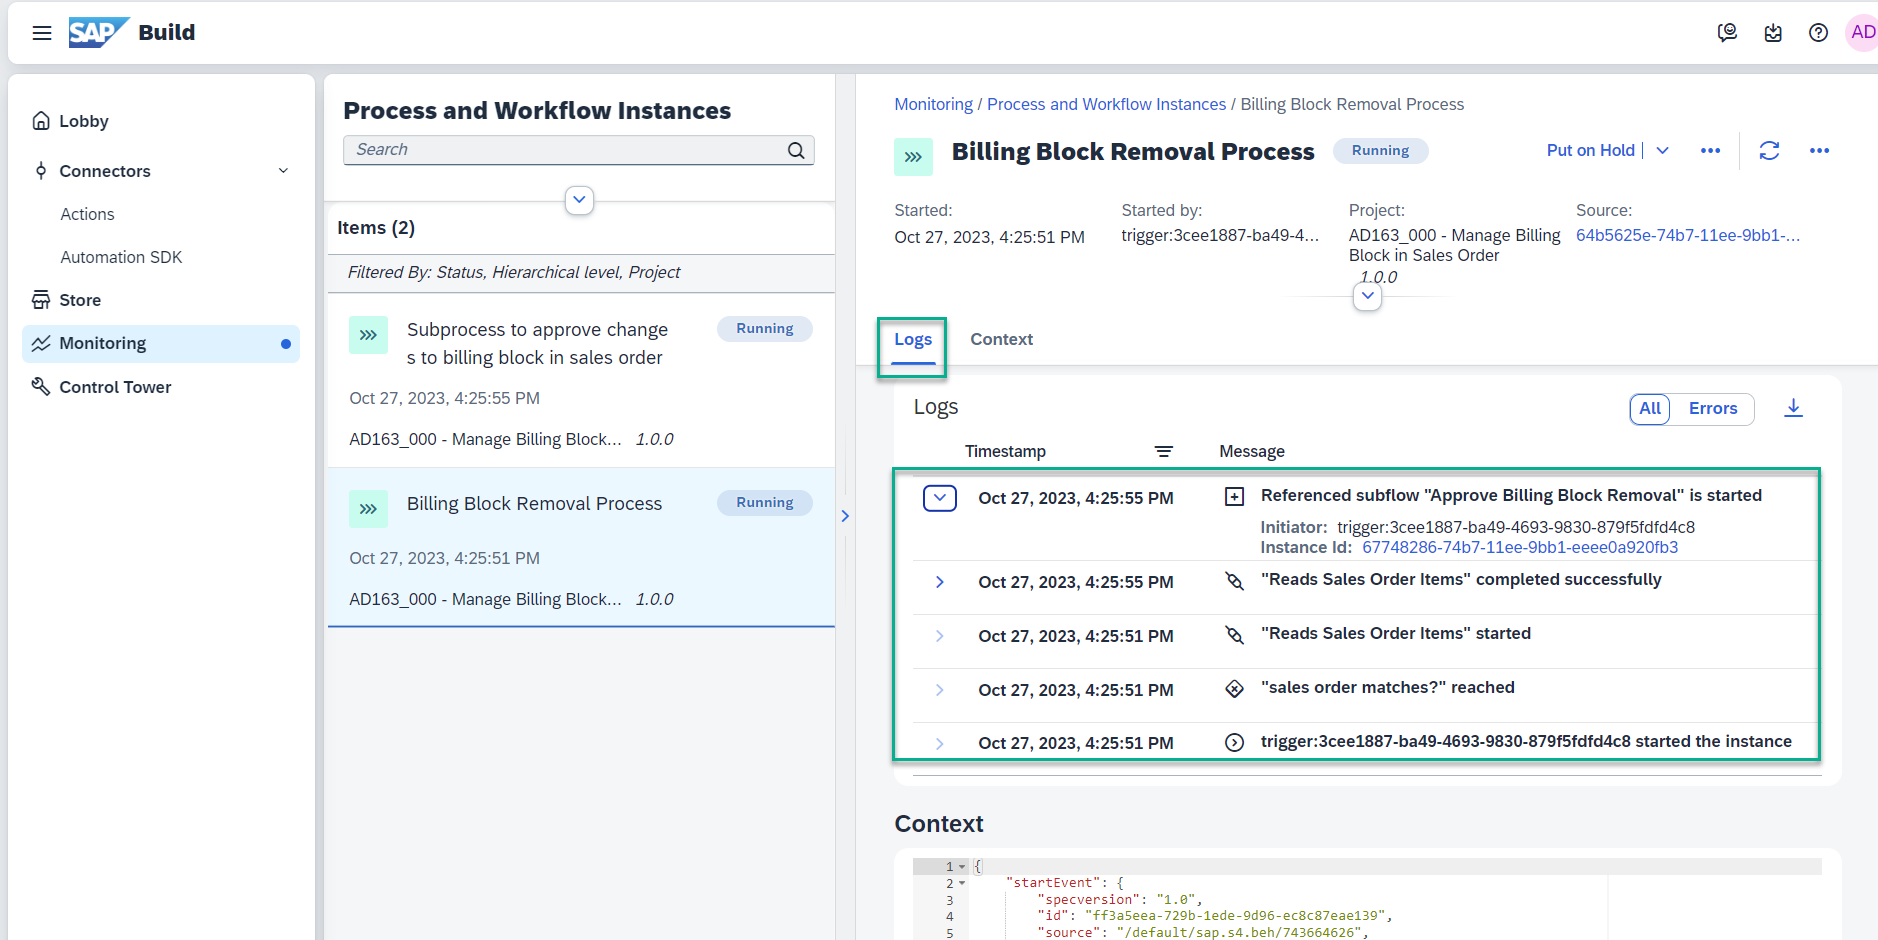 SAP Build
AD
Lobby
Connectors
Actions
Automation SDK
Store
Monitoring
Control Tower
Process and Workflow Instances
Search
Items (2)
Filtered By: Status, Hierarchical level, Project
Subprocess to approve change
s to billing block in sales order
Running
Oct 27, 2023, 4:25:55 PM
AD163_000 - Manage Billing Block... 1.0.0
Billing Block Removal Process
Running
Oct 27, 2023, 4:25:51 PM
AD163_000 - Manage Billing Block... 1.0.0
Monitoring / Process and Workflow Instances / Billing Block Removal Process
Billing Block Removal Process Running
Put on Hold
Started:
Oct 27, 2023, 4:25:51 PM
Started by:
trigger:3cee1887-ba49-4...
Project:
AD163_000 - Manage Billing
Block in Sales Order
1.0.0
Source:
64b5625e-74b7-11ee-9bb1-...
Logs Context
Logs
All Errors
Timestamp Message
Oct 27, 2023, 4:25:55 PM Referenced subflow "Approve Billing Block Removal" is started
Initiator: trigger:3cee1887-ba49-4693-9830-879f5fdfd4c8
Instance Id: 67748286-74b7-11ee-9bb1-eeee0a920fb3
Oct 27, 2023, 4:25:55 PM "Reads Sales Order Items" completed successfully
Oct 27, 2023, 4:25:51 PM "Reads Sales Order Items" started
Oct 27, 2023, 4:25:51 PM "sales order matches?" reached
Oct 27, 2023, 4:25:51 PM trigger:3cee1887-ba49-4693-9830-879f5fdfd4c8 started the instance
Context
1 {
2 "startEvent": {
3 "specversion": "1.0",
4 "id": "ff3a5eea-729b-1ede-9d96-ec8c87eae139",
5 "source": "/default/sap.s4.beh/743664626",